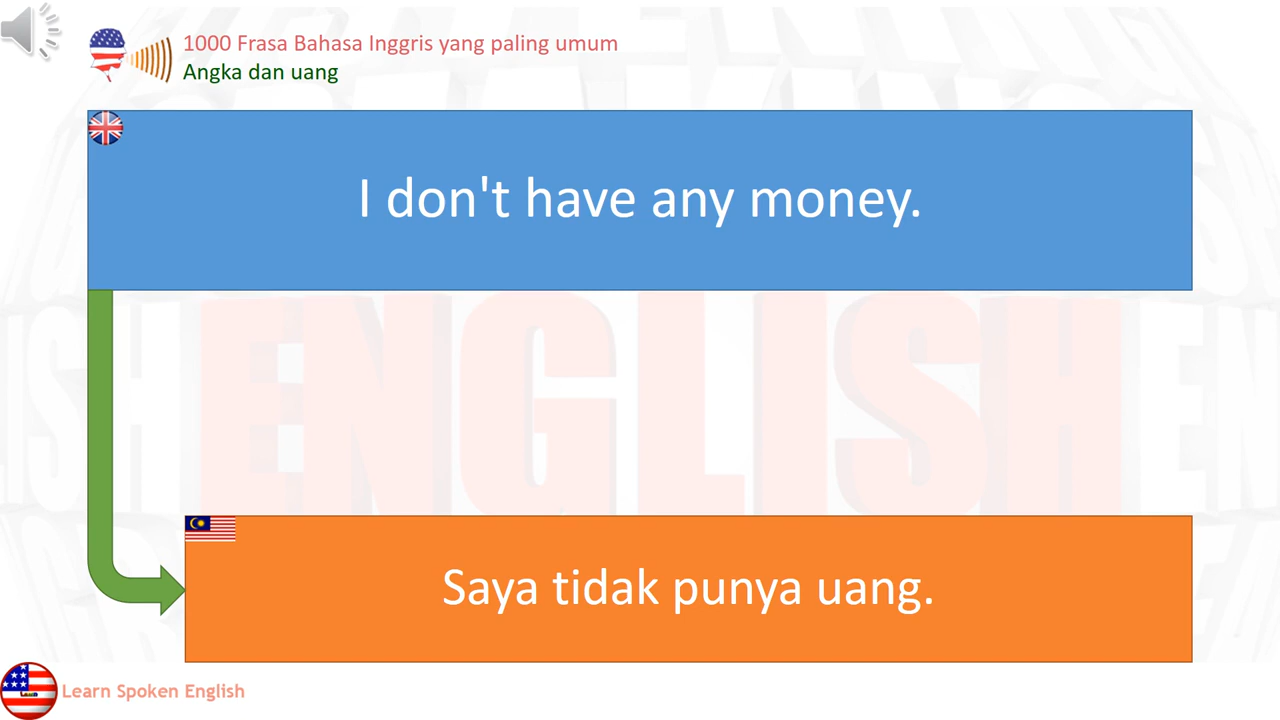 1000 Frasa Bahasa Inggris yang paling umum
Angka dan uang
I don't have any money.
ENGLISH
Saya tidak punya uang.
Learn Spoken English